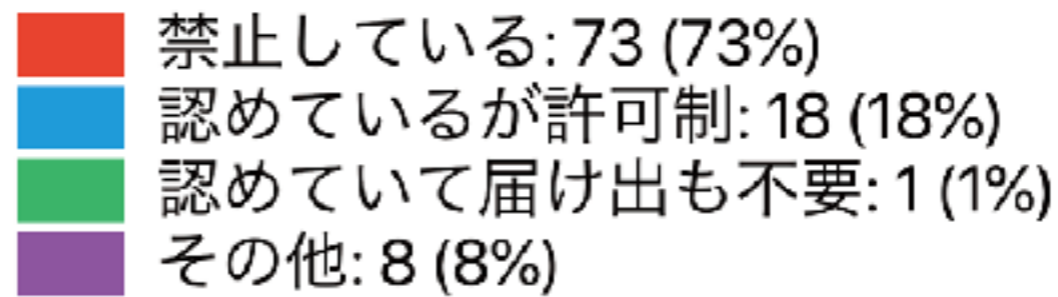 禁止している: 73 (73%)
認めているが許可制: 18 (18%)
認めていて届け出も不要: 1 (1%)
その他: 8 (8%)